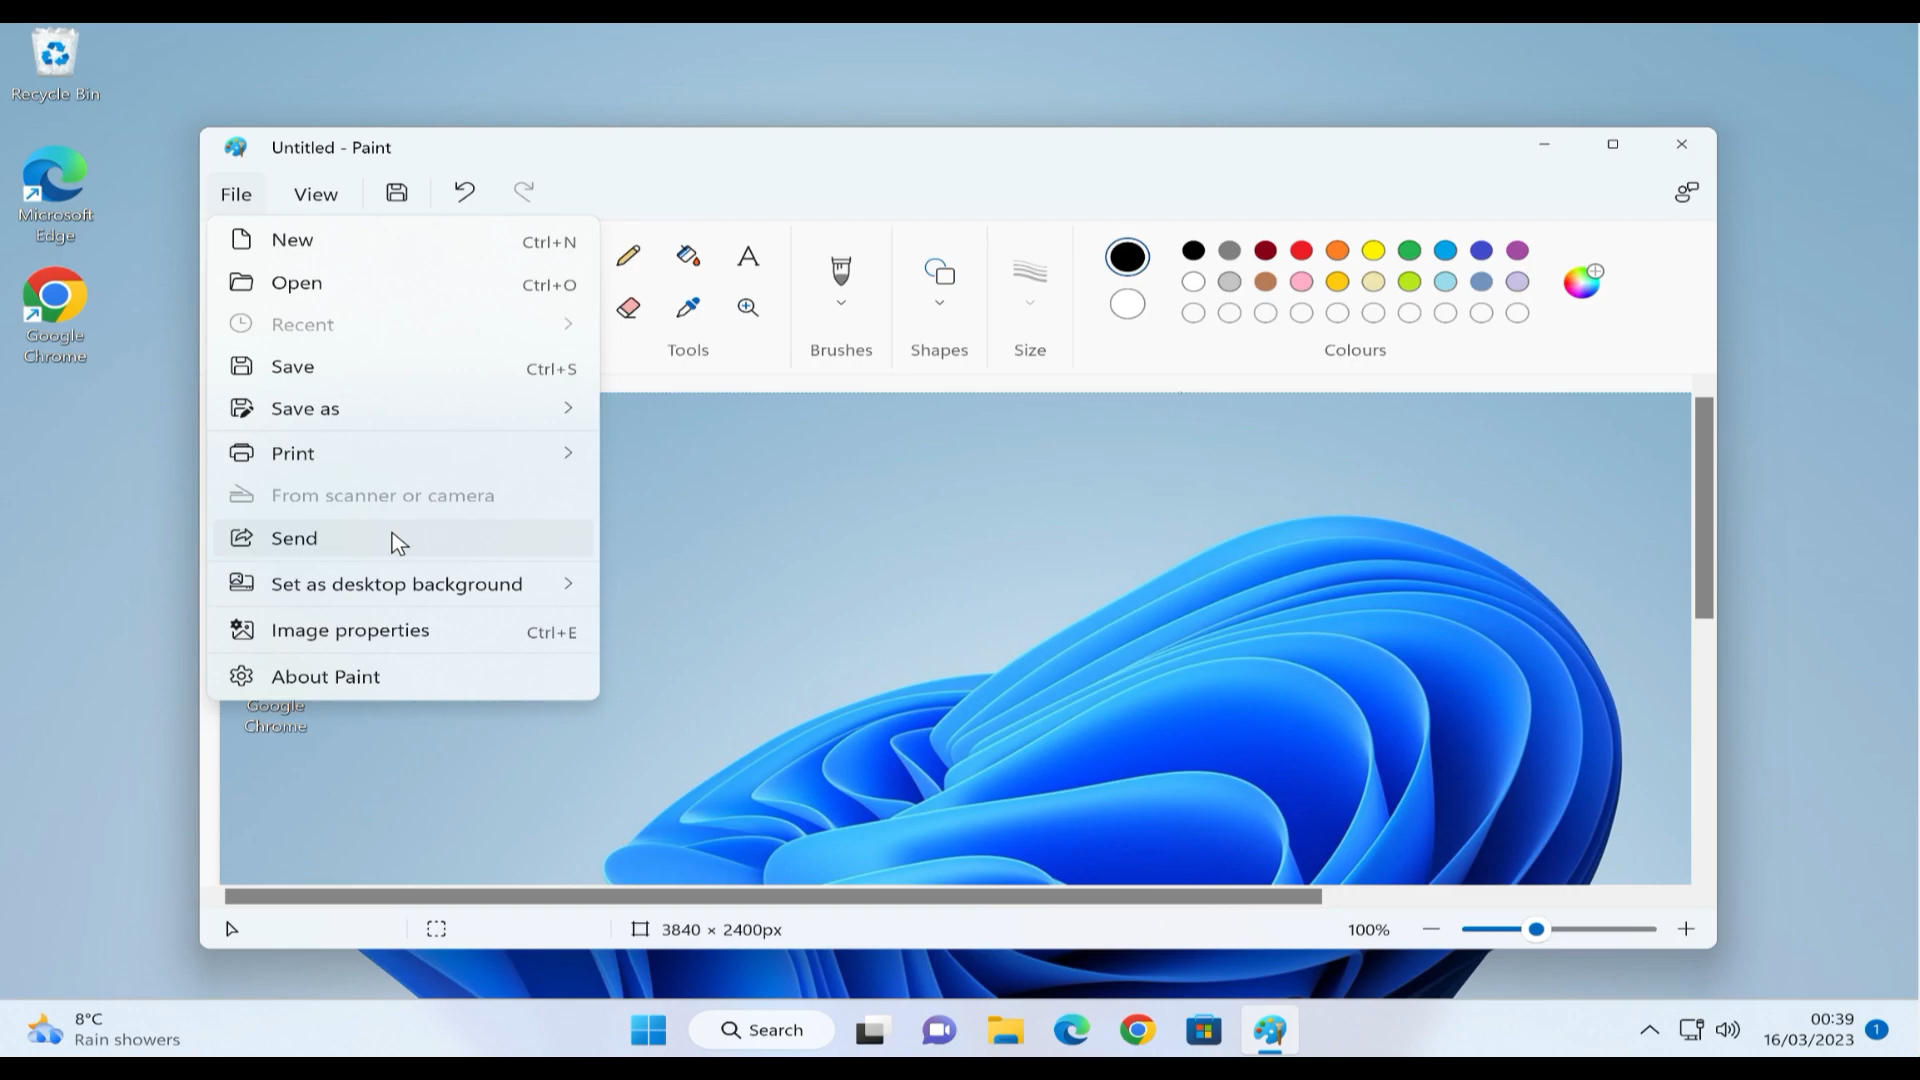 Recycle Bin
Microsoft
Edge
Google
Chrome
Untitled - Paint
File
View
New Ctrl+N
Open Ctrl+O
Recent
Save Ctrl+S
Save as
Print
From scanner or camera
Send
Set as desktop background
Image properties Ctrl+E
About Paint
Tools
Brushes
Shapes
Size
Colours
Google
Chrome
3840 × 2400px
100%
8°C
Rain showers
Search
00:39
16/03/2023
1